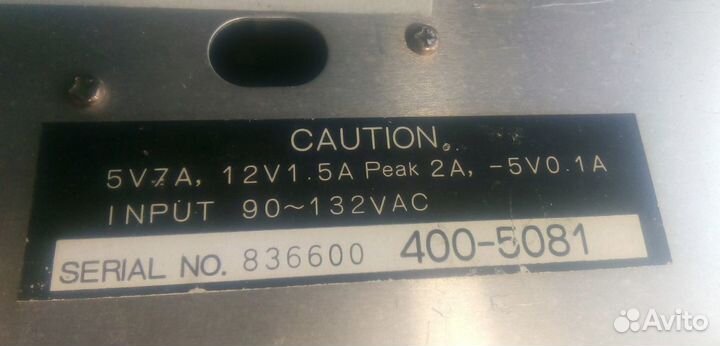 CAUTION.
5V7A, 12V1.5A Peak 2A, -5V0.1A
INPUT 90~132VAC
SERIAL NO. 836600 400-5081
Avito